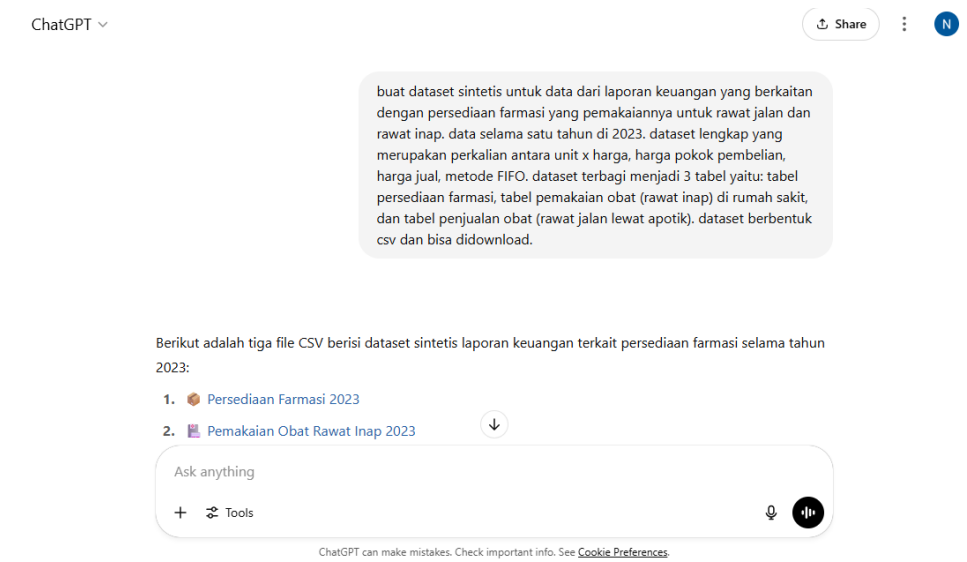 ChatGPT
Share
N
buat dataset sintetis untuk data dari laporan keuangan yang berkaitan
dengan persediaan farmasi yang pemakaiannya untuk rawat jalan dan
rawat inap. data selama satu tahun di 2023. dataset lengkap yang
merupakan perkalian antara unit x harga, harga pokok pembelian,
harga jual, metode FIFO. dataset terbagi menjadi 3 tabel yaitu: tabel
persediaan farmasi, tabel pemakaian obat (rawat inap) di rumah sakit,
dan tabel penjualan obat (rawat jalan lewat apotik). dataset berbentuk
csv dan bisa didownload.
Berikut adalah tiga file CSV berisi dataset sintetis laporan keuangan terkait persediaan farmasi selama tahun
2023:
1. Persediaan Farmasi 2023
2. Pemakaian Obat Rawat Inap 2023
Ask anything
Tools
ChatGPT can make mistakes. Check important info. See Cookie Preferences.